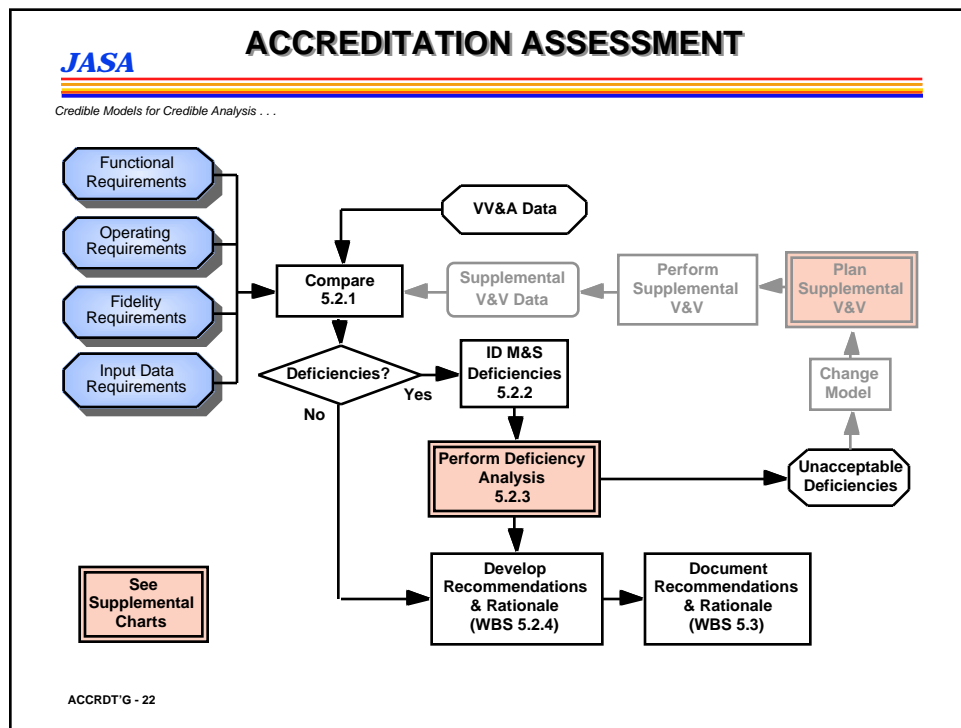 ACCREDITATION ASSESSMENT
JASA
Credible Models for Credible Analysis . . .
Functional
Requirements
Operating
Requirements
Fidelity
Requirements
Input Data
Requirements
VV&A Data
Compare
5.2.1
Supplemental
V&V Data
Perform
Supplemental
V&V
Plan
Supplemental
V&V
Deficiencies?
Yes
No
ID M&S
Deficiencies
5.2.2
Change
Model
Perform Deficiency
Analysis
5.2.3
Unacceptable
Deficiencies
See
Supplemental
Charts
Develop
Recommendations
& Rationale
(WBS 5.2.4)
Document
Recommendations
& Rationale
(WBS 5.3)
ACCRDT'G - 22